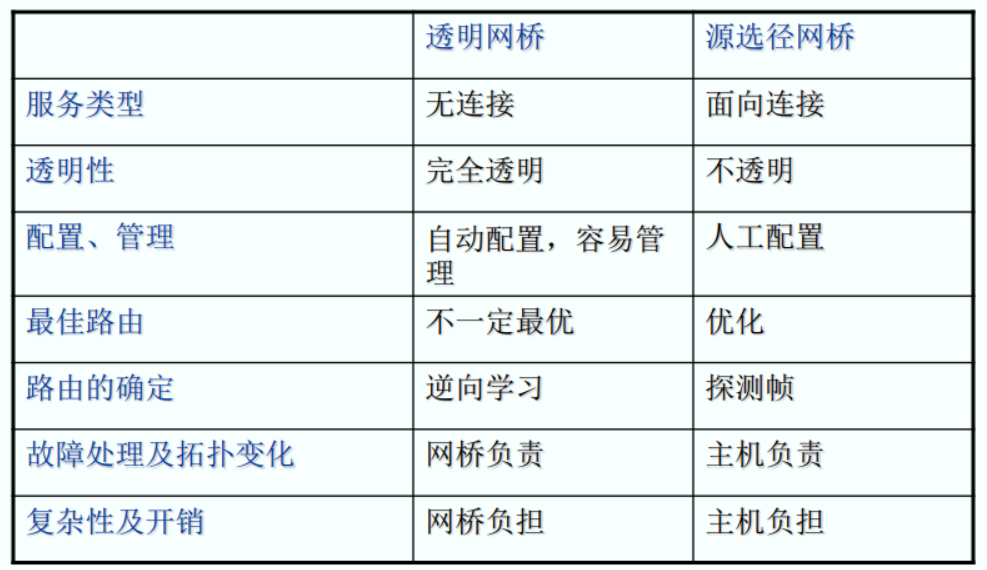 透明网桥 源选径网桥
服务类型 无连接 面向连接
透明性 完全透明 不透明
配置、管理 自动配置，容易管 人工配置
理
最佳路由 不一定最优 优化
路由的确定 逆向学习 探测帧
故障处理及拓扑变化 网桥负责 主机负责
复杂性及开销 网桥负担 主机负担